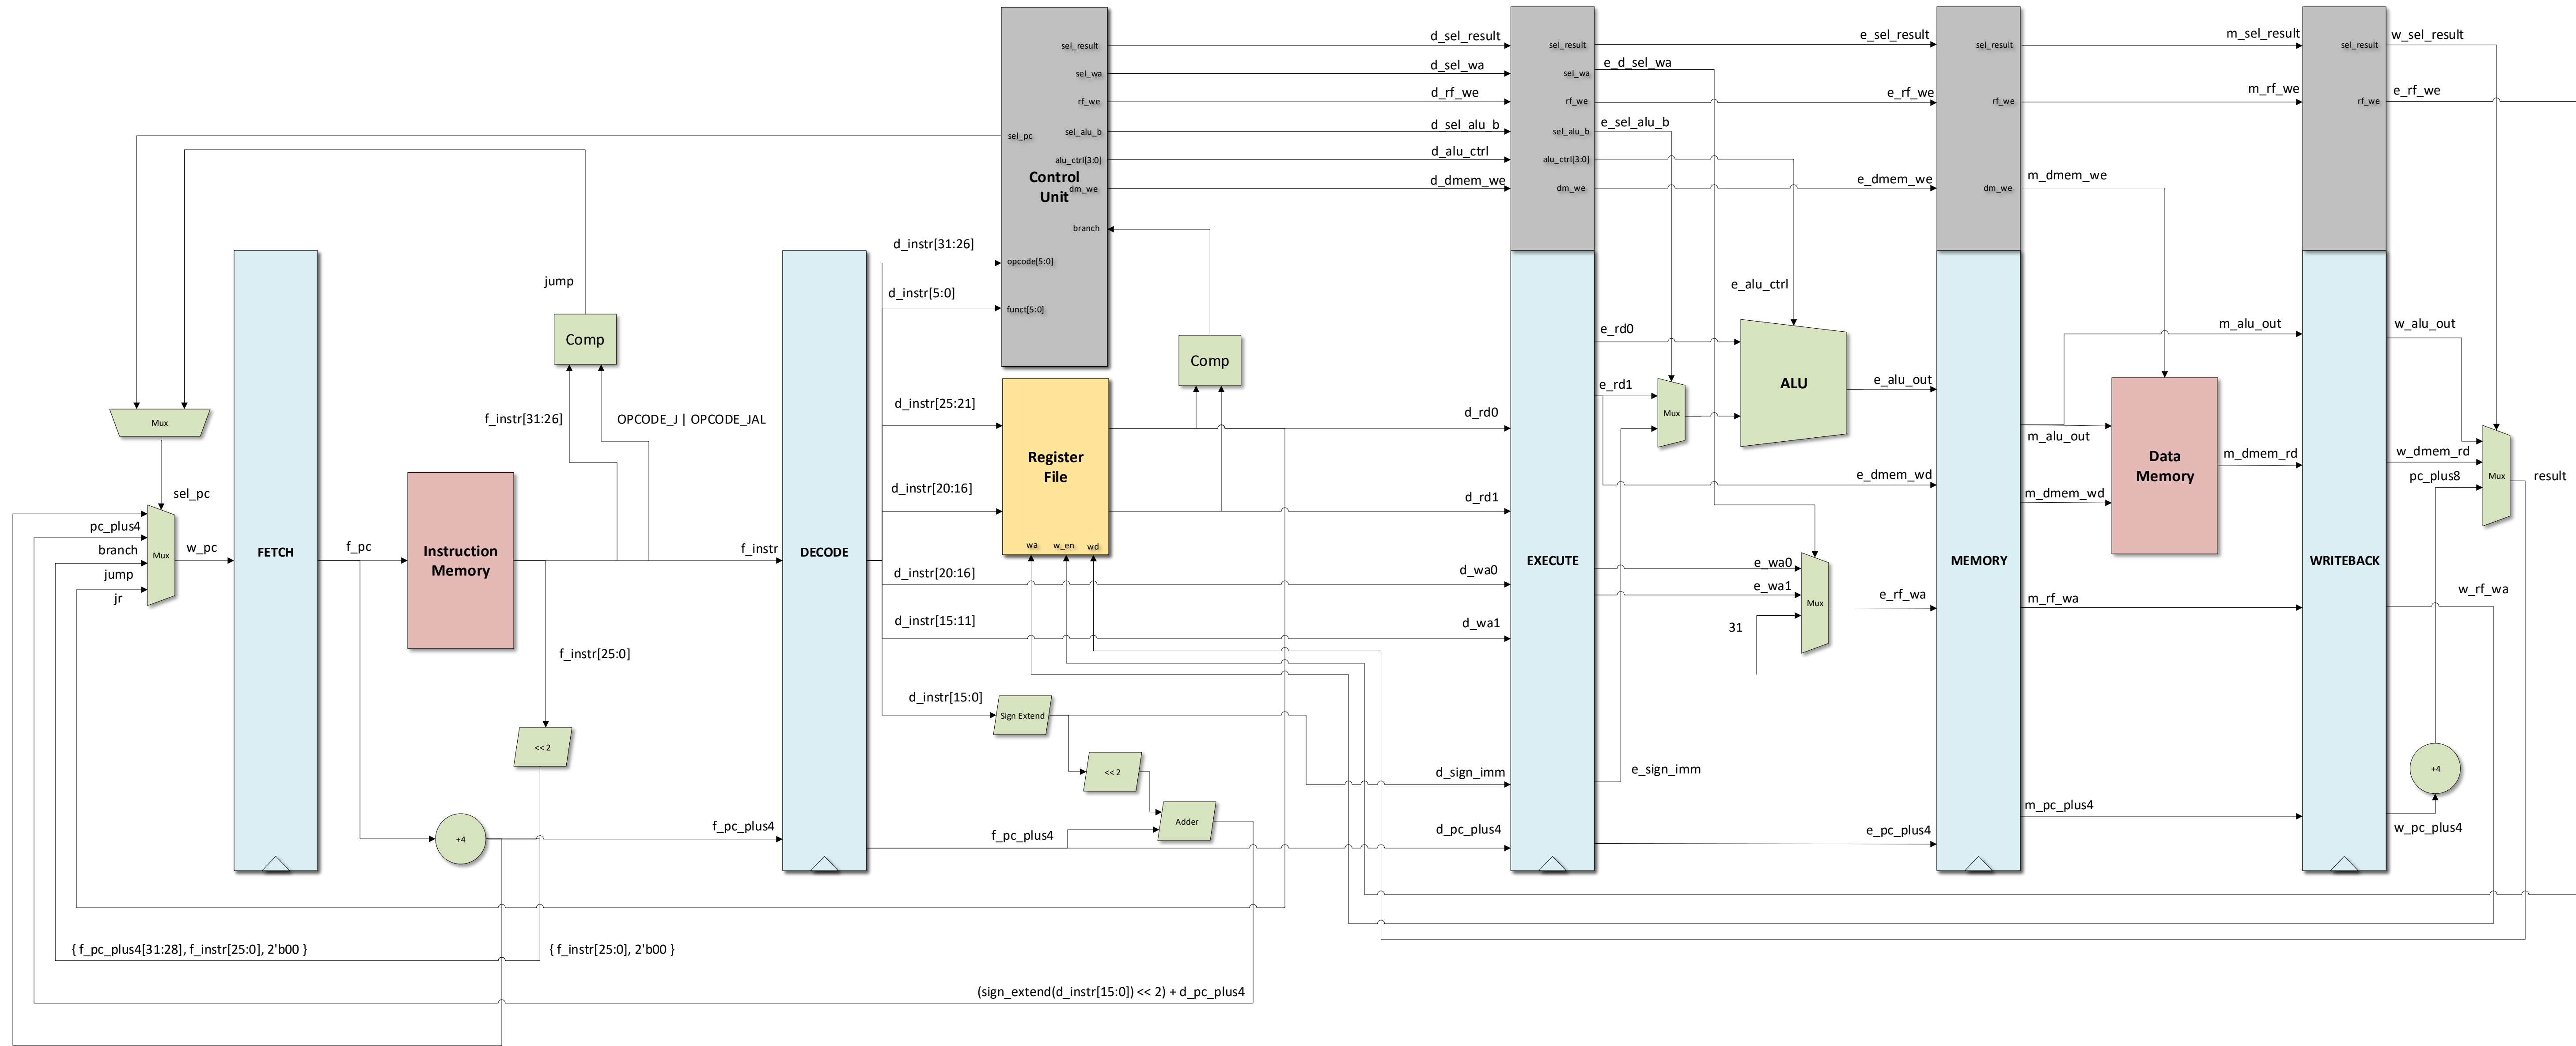 sel_pc
sel_result
sel_wa
rf_we
sel_alu_b
alu_ctrl[3:0]
Control
Unit
dm_we
branch
opcode[5:0]
funct[5:0]
d_sel_result
d_sel_wa
d_rf_we
d_sel_alu_b
d_alu_ctrl
d_dmem_we
sel_result
sel_wa
rf_we
sel_alu_b
alu_ctrl[3:0]
dm_we
e_d_sel_wa
e_sel_alu_b
e_sel_result
e_rf_we
e_dmem_we
sel_result
rf_we
dm_we
m_sel_result
m_rf_we
m_dmem_we
sel_result
rf_we
w_sel_result
e_rf_we
Mux
sel_pc
pc_plus4
branch
jump
jr
Mux
w_pc
FETCH
f_pc
Instruction
Memory
jump
Comp
f_instr[31:26]
OPCODE_J | OPCODE_JAL
f_instr
f_instr[25:0]
<< 2
+4
f_pc_plus4
DECODE
d_instr[31:26]
d_instr[5:0]
d_instr[25:21]
d_instr[20:16]
d_instr[20:16]
d_instr[15:11]
d_instr[15:0]
Register
File
wa
w_en
wd
Comp
Sign Extend
<< 2
Adder
f_pc_plus4
d_rd0
d_rd1
d_wa0
d_wa1
d_sign_imm
d_pc_plus4
EXECUTE
e_rd0
e_rd1
Mux
e_alu_ctrl
ALU
e_alu_out
e_dmem_wd
e_wa0
e_wa1
31
Mux
e_rf_wa
e_sign_imm
e_pc_plus4
MEMORY
m_alu_out
m_alu_out
m_dmem_wd
Data
Memory
m_dmem_rd
m_rf_wa
m_pc_plus4
WRITEBACK
w_alu_out
w_dmem_rd
pc_plus8
Mux
result
w_rf_wa
+4
w_pc_plus4
{ f_pc_plus4[31:28], f_instr[25:0], 2'b00 }
{ f_instr[25:0], 2'b00 }
(sign_extend(d_instr[15:0]) << 2) + d_pc_plus4